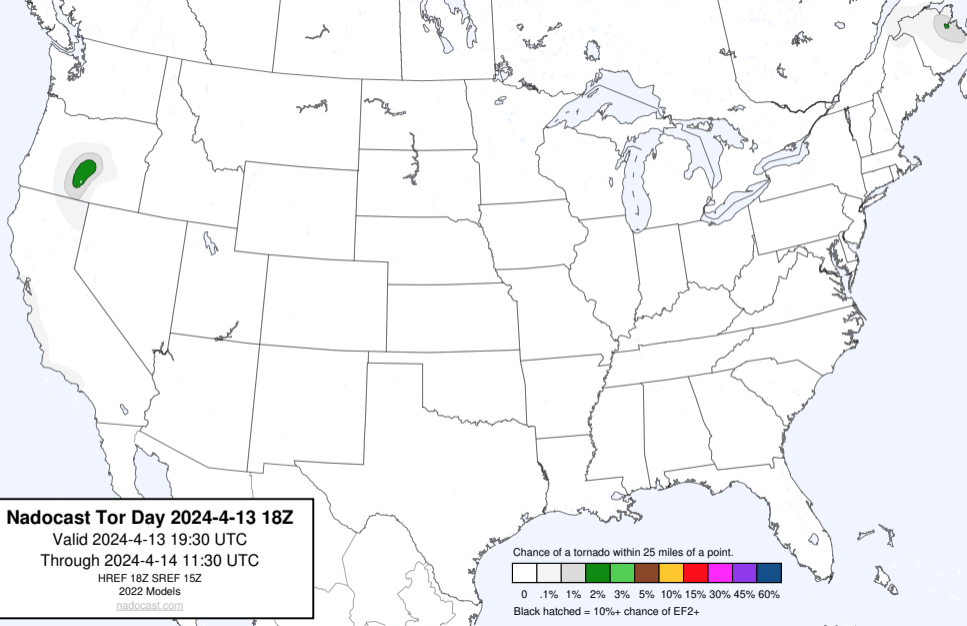 Nadocast Tor Day 2024-4-13 18Z
Valid 2024-4-13 19:30 UTC
Through 2024-4-14 11:30 UTC
HREF 18Z SREF 15Z
2022 Models
nadocast.com
Chance of a tornado within 25 miles of a point.
0 .1% 1% 2% 3% 5% 10% 15% 30% 45% 60%
Black hatched = 10%+ chance of EF2+